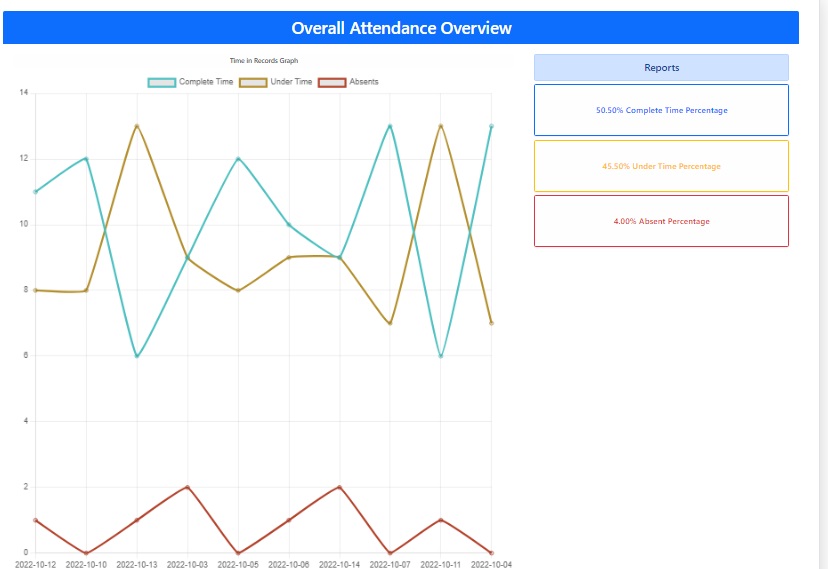 Overall Attendance Overview
Time in Records Graph
Complete Time Under Time Absents
14
12
10
8
6
4
2
0
2022-10-12 2022-10-10 2022-10-13 2022-10-03 2022-10-05 2022-10-06 2022-10-14 2022-10-07 2022-10-11 2022-10-04
Reports
50.50% Complete Time Percentage
45.50% Under Time Percentage
4.00% Absent Percentage